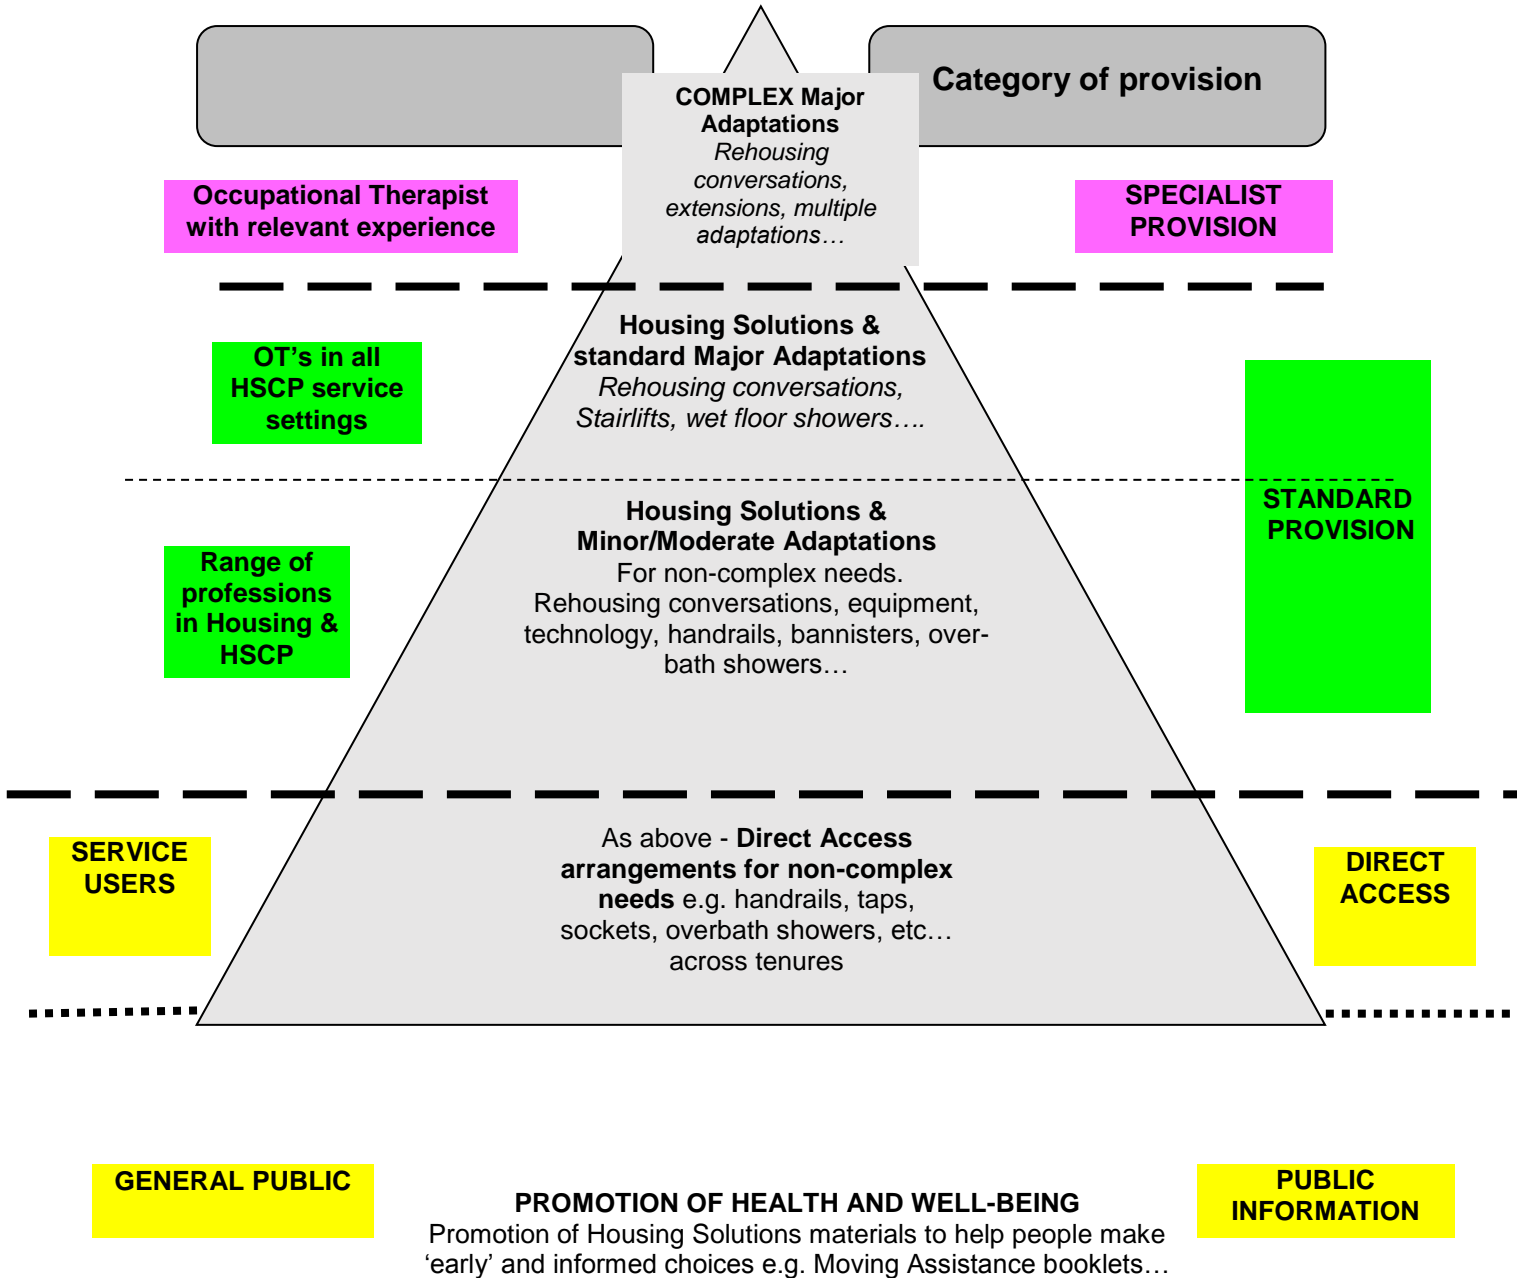 Category of provision
COMPLEX Major
Adaptations
Rehousing
conversations,
extensions, multiple
adaptations…
Occupational Therapist
with relevant experience
SPECIALIST
PROVISION
Housing Solutions &
standard Major Adaptations
Rehousing conversations,
Stairlifts, wet floor showers….
OT’s in all
HSCP service
settings
STANDARD
PROVISION
Housing Solutions &
Minor/Moderate Adaptations
For non-complex needs.
Rehousing conversations, equipment,
technology, handrails, bannisters, over-
bath showers…
Range of
professions
in Housing &
HSCP
SERVICE
USERS
As above - Direct Access
arrangements for non-complex
needs e.g. handrails, taps,
sockets, overbath showers, etc…
across tenures
DIRECT
ACCESS
GENERAL PUBLIC
PROMOTION OF HEALTH AND WELL-BEING
Promotion of Housing Solutions materials to help people make
‘early’ and informed choices e.g. Moving Assistance booklets…
PUBLIC
INFORMATION